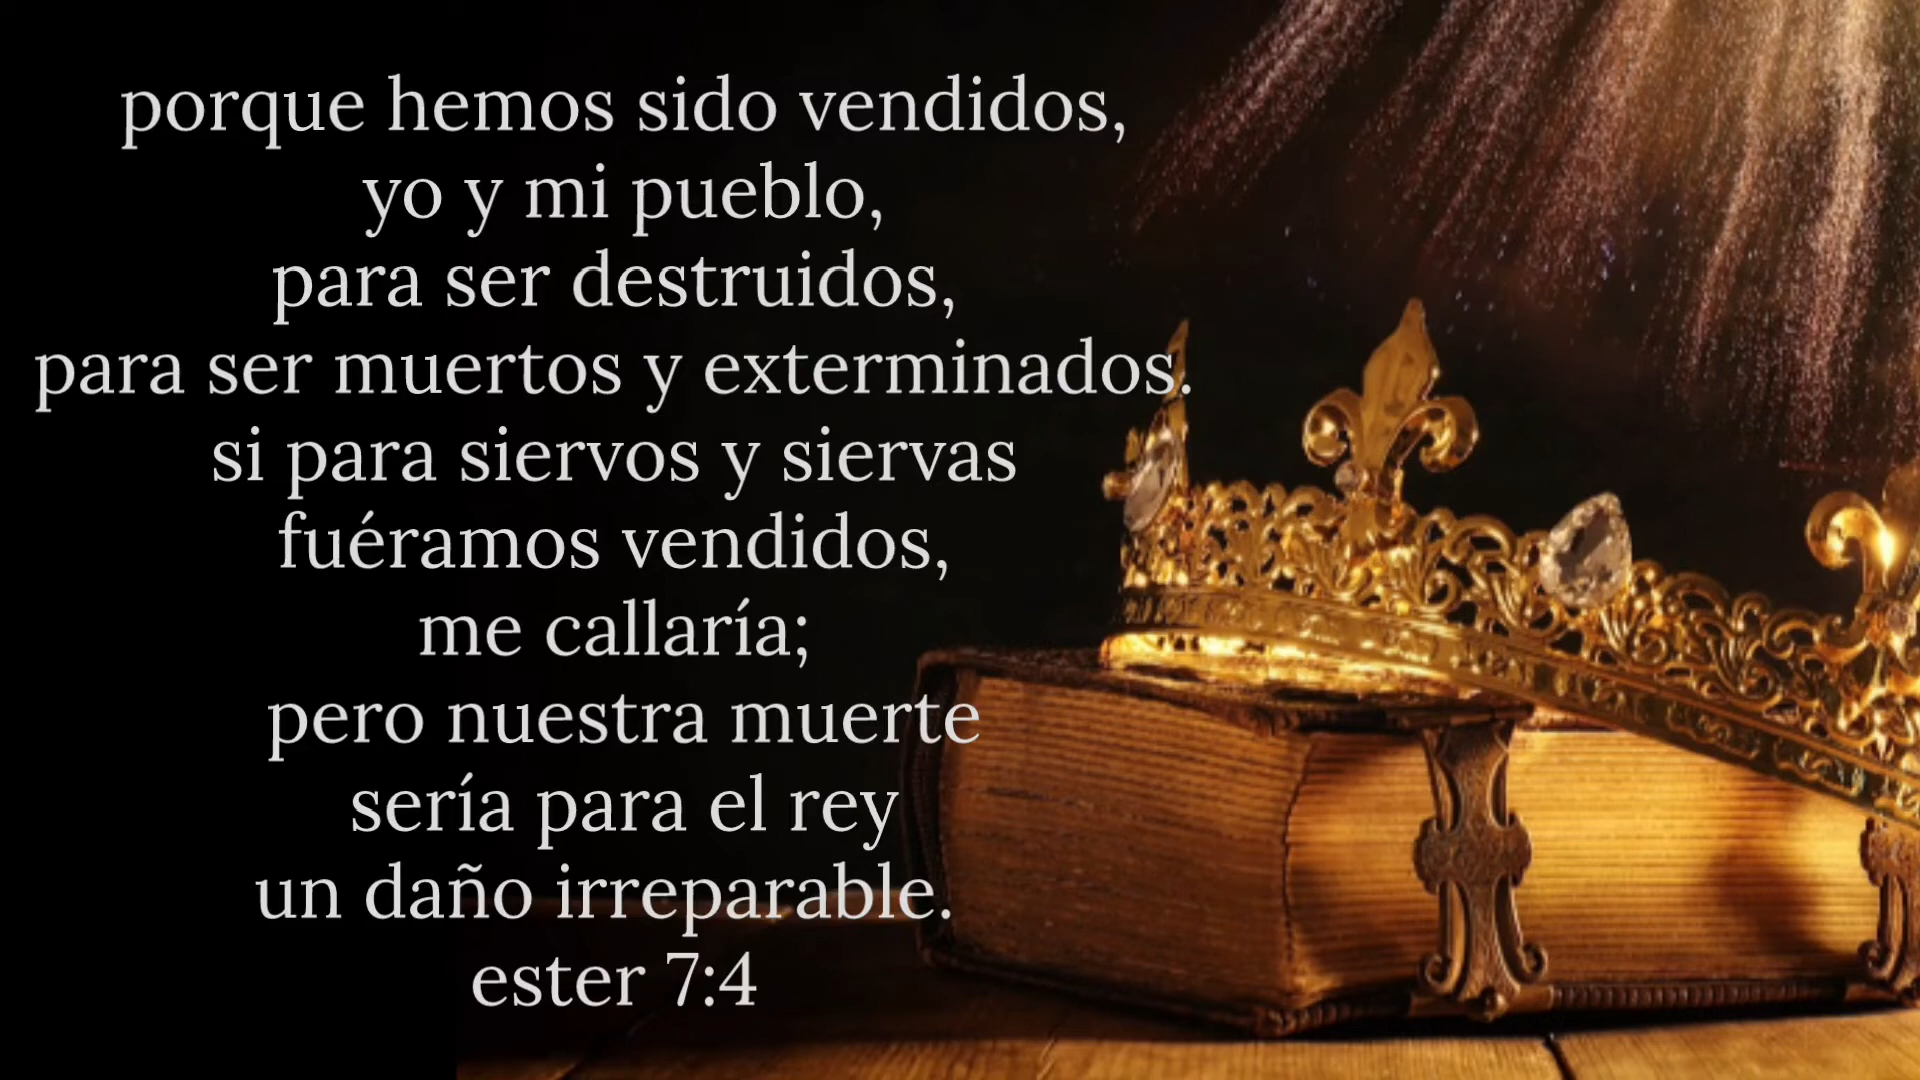 porque hemos sido vendidos,
yo y mi pueblo,
para ser destruidos,
para ser muertos y exterminados.
si para siervos y siervas
fuéramos vendidos,
me callaría;
pero nuestra muerte
sería para el rey
un daño irreparable.
ester 7:4